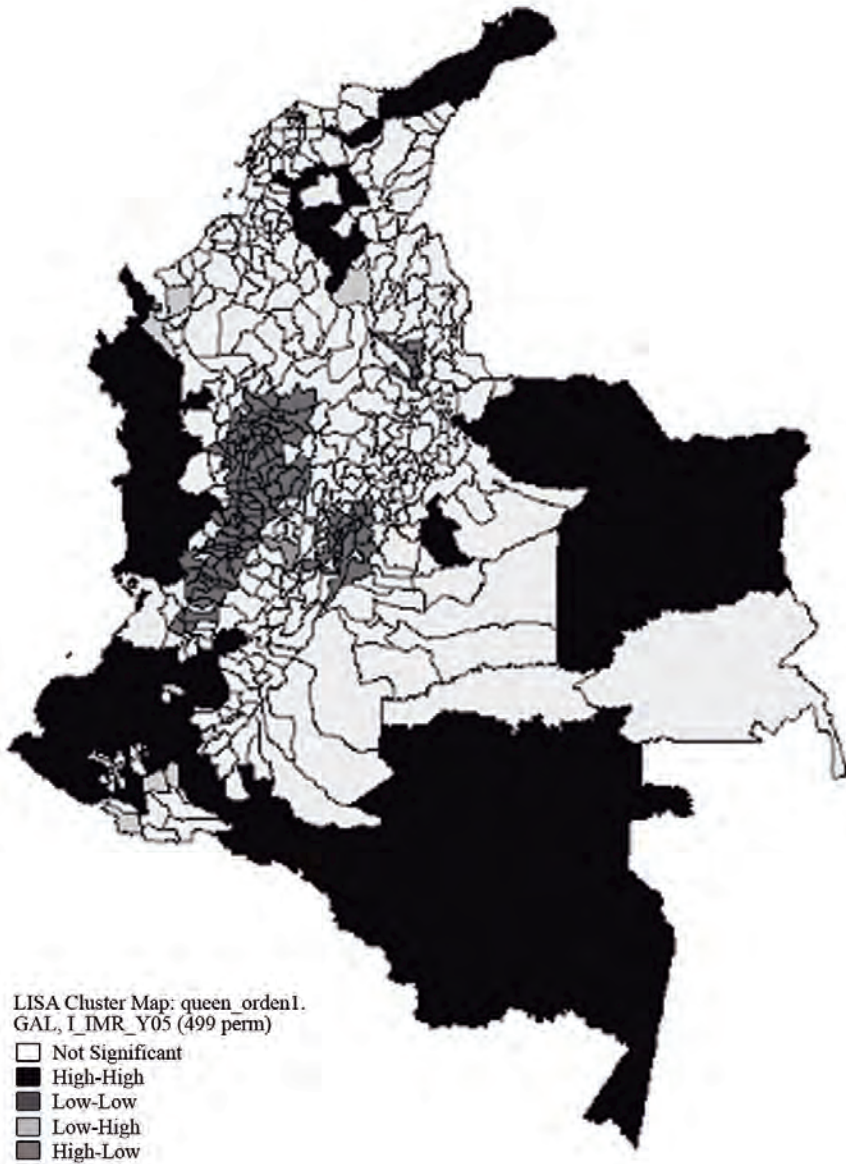 LISA Cluster Map: queen_orden1.
GAL, I_IMR_Y05 (499 perm)
Not Significant
High-High
Low-Low
Low-High
High-Low